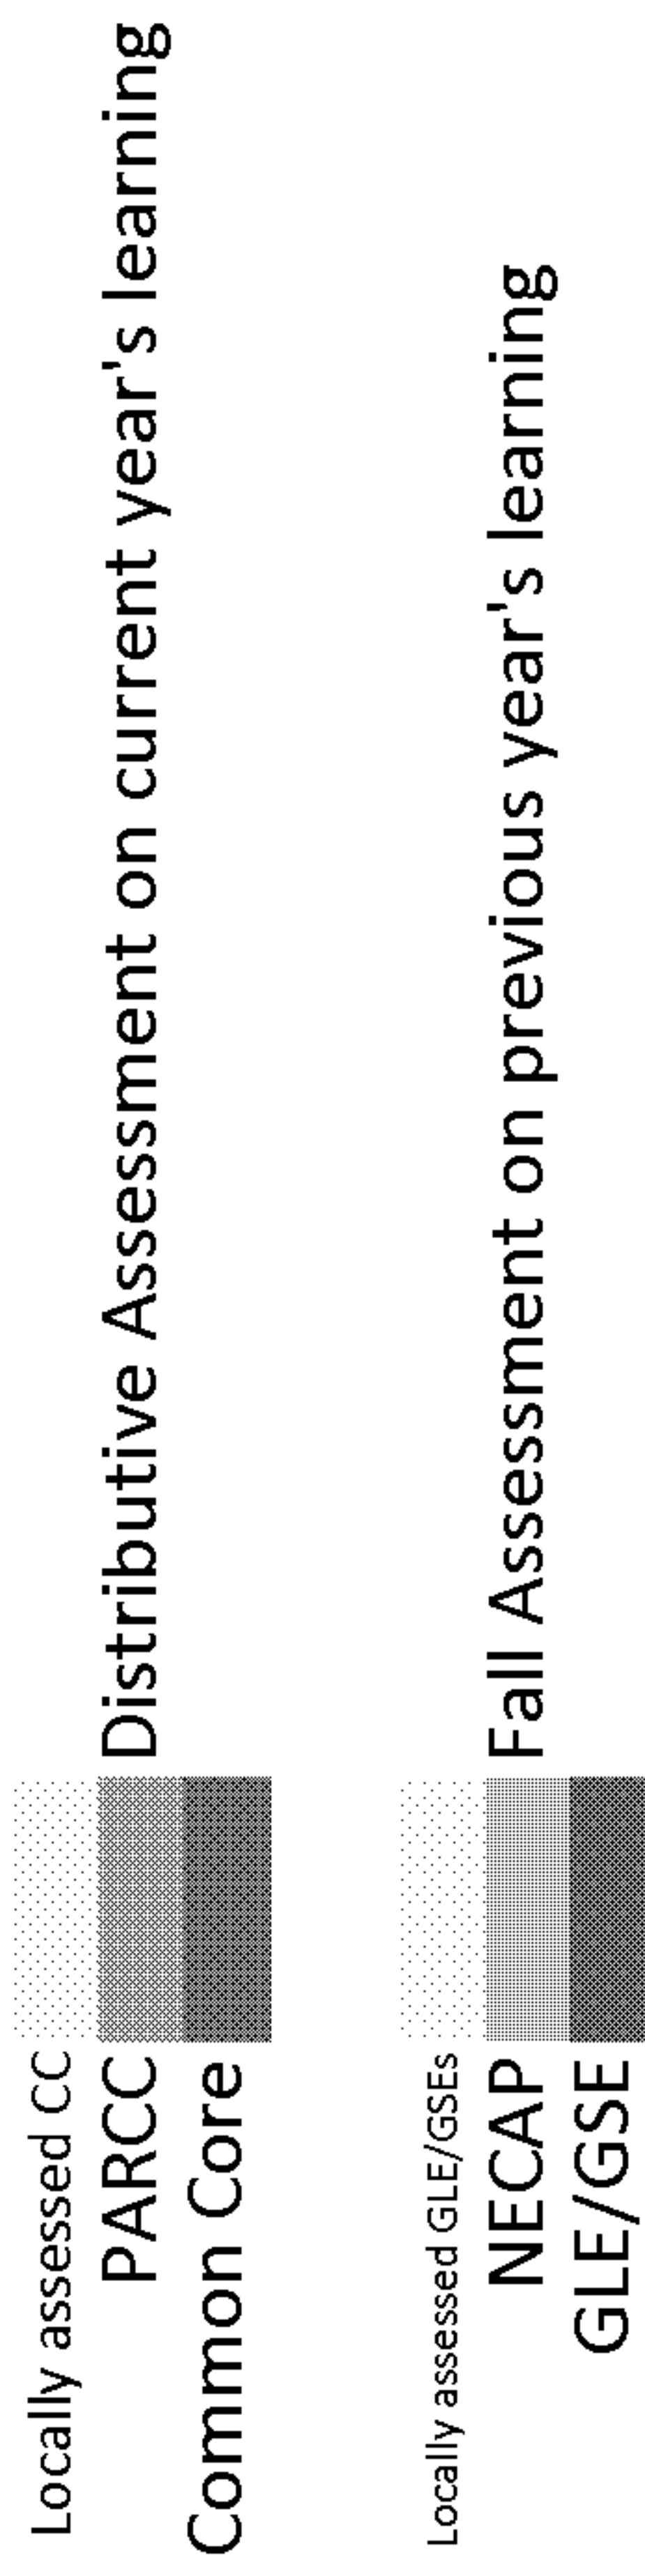 Locally assessed CC
PARCC Distributive Assessment on current year's learning
Common Core
Locally assessed GLE/GSEs
NECAP Fall Assessment on previous year's learning
GLE/GSE